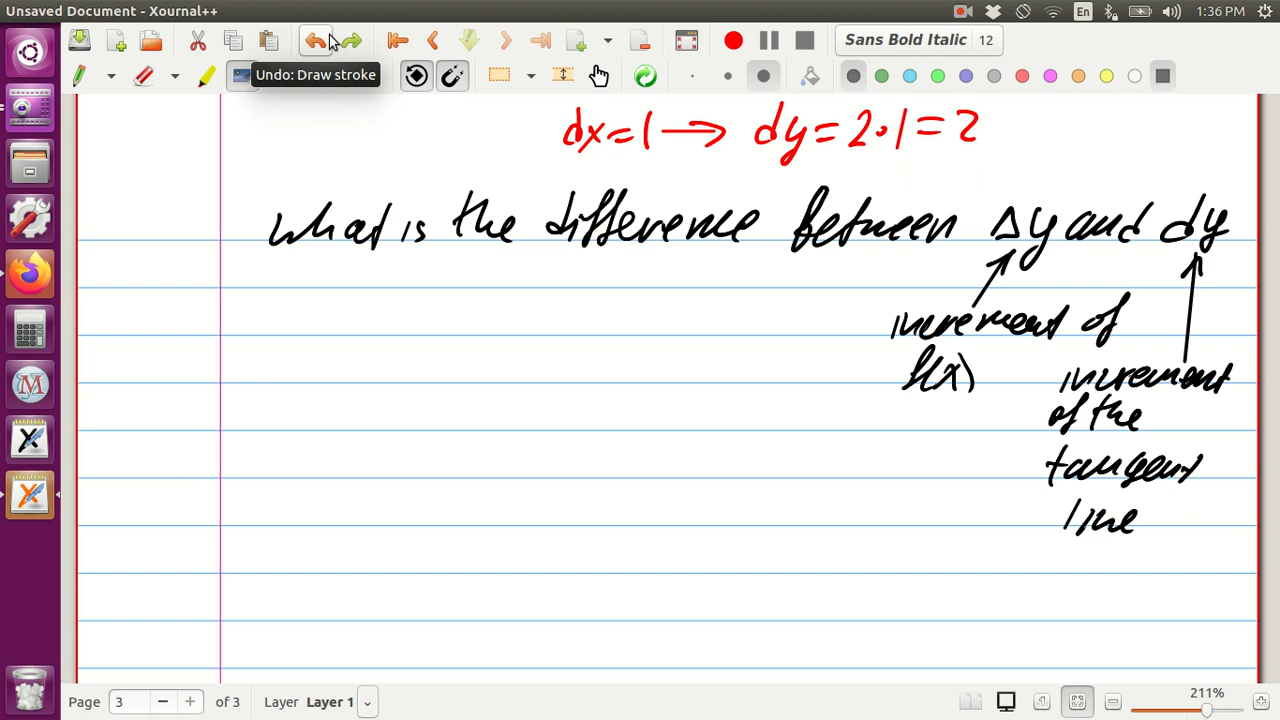 Unsaved Document - Xournal++
En
1:36 PM
Sans Bold Italic 12
Undo: Draw stroke
dx=1 → dy=2·1=2
What is the difference between Δy and dy
increment of
f(x)
increment
of the
tangent
line
Page 3 of 3 Layer Layer 1
211%